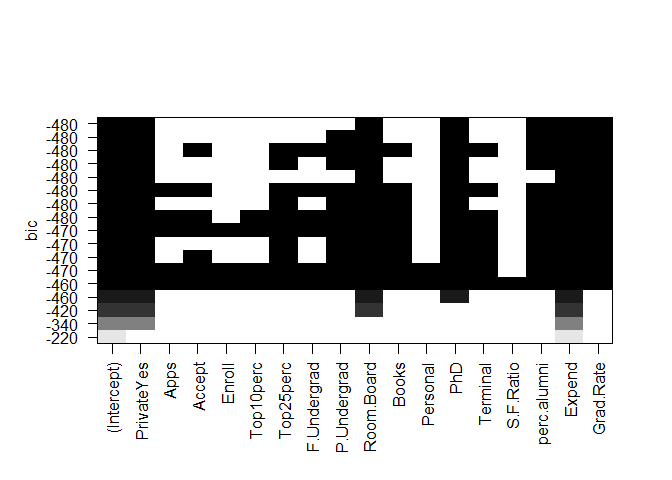 bic
-480
-480
-480
-480
-480
-480
-480
-480
-470
-470
-470
-470
-460
-460
-420
-340
-220
(Intercept)
PrivateYes
Apps
Accept
Enroll
Top10perc
Top25perc
F.Undergrad
P.Undergrad
Room.Board
Books
Personal
PhD
Terminal
S.F.Ratio
perc.alumni
Expend
Grad.Rate